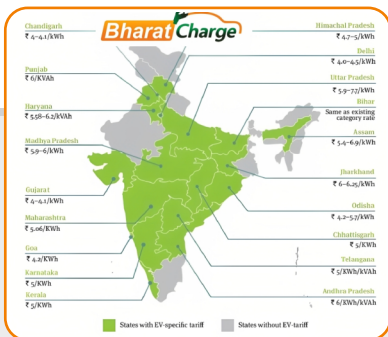 Bharat Charge
Chandigarh
₹ 4-4.1/kWh
Punjab
₹ 6/KVAh
Haryana
₹ 5.58-6.2/kVAh
Madhya Pradesh
₹ 5.9-6/KWh
Gujarat
₹ 4-4.1/kWh
Maharashtra
₹ 5.06/KWH
Goa
₹ 4.2/KWh
Karnataka
₹ 5/KWh
Kerala
₹ 5/KWh
Himachal Pradesh
₹ 4.7-5/kWh
Delhi
₹ 4.0-4.5/kWh
Uttar Pradesh
₹ 5.9-7.7/kWh
Bihar
Same as existing
category rate
Assam
₹ 5.4-6.9/kWh
Jharkhand
₹ 6-6.25/kWh
Odisha
₹ 4.2-5.7/kWh
Chhattisgarh
₹ 5/KWh
Telangana
₹ 5/KWh/kVAh
Andhra Pradesh
₹ 6/kWh/kVAh
States with EV-specific tariff
States without EV-tariff